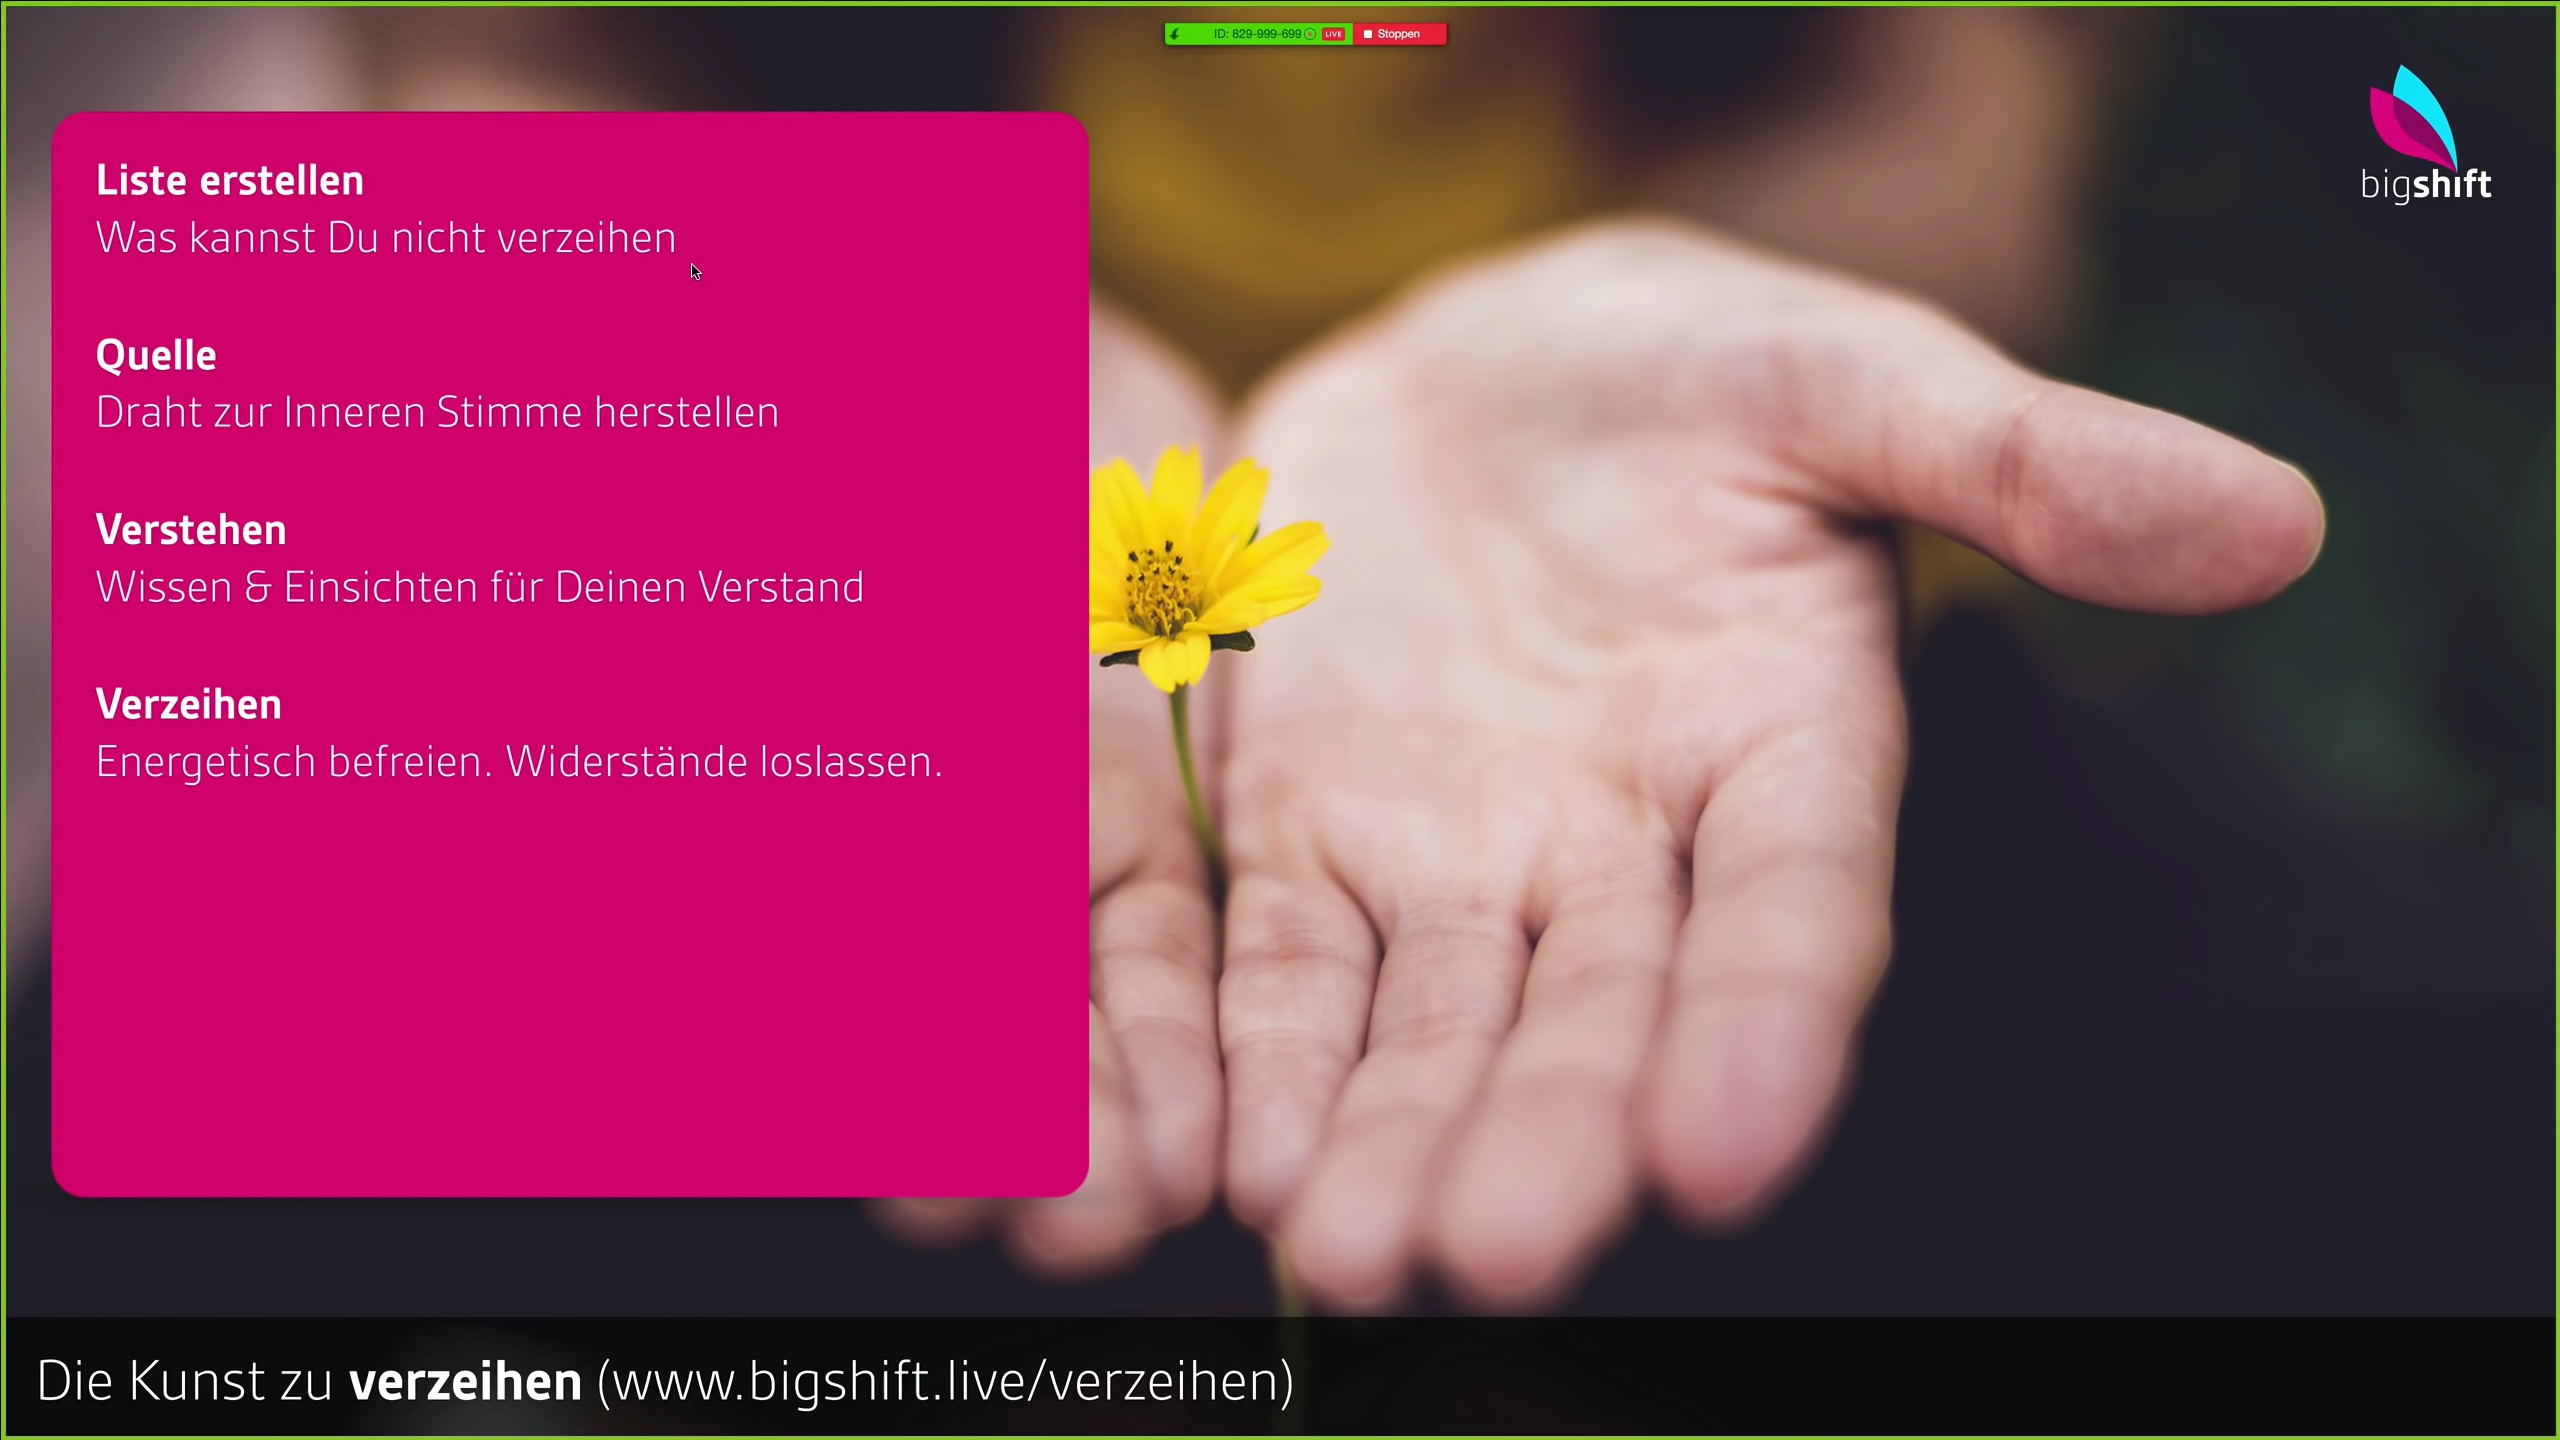 ID: 829-999-699 LIVE Stoppen
bigshift
Liste erstellen
Was kannst Du nicht verzeihen
Quelle
Draht zur Inneren Stimme herstellen
Verstehen
Wissen & Einsichten für Deinen Verstand
Verzeihen
Energetisch befreien. Widerstände loslassen.
Die Kunst zu verzeihen (www.bigshift.live/verzeihen)